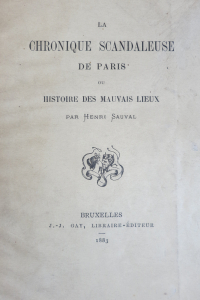 LA
CHRONIQUE SCANDALEUSE
DE PARIS
OU
HISTOIRE DES MAUVAIS LIEUX
PAR HENRI SAUVAL
BRUXELLES
J.-J. GAY, LIBRAIRE-ÉDITEUR
—
1883